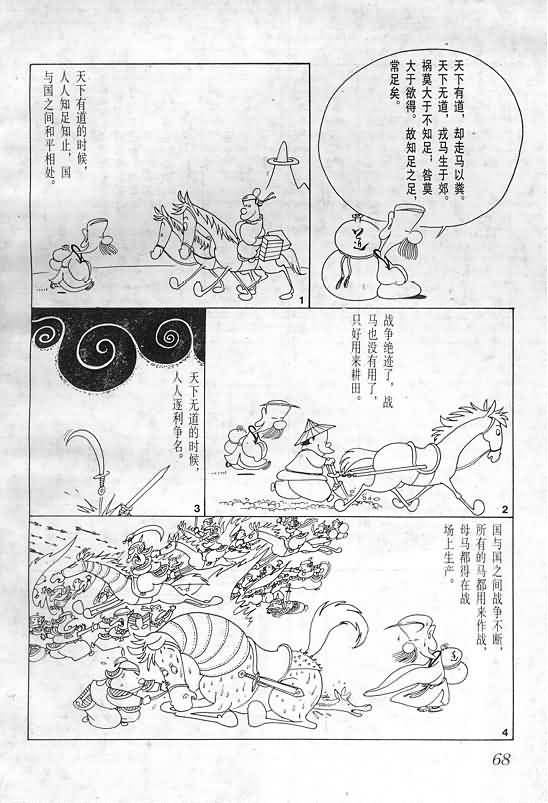 天下有道，却走马以粪。
天下无道，戎马生于郊。
祸莫大于不知足；咎莫
大于欲得。故知足之足，
常足矣。
道
天下有道的时候，
人人知足知止，国
与国之间和平相处。
1
战争绝迹了，战
马也没有用了，
只好用来耕田。
2
天下无道的时候，
人人逐利争名。
3
国与国之间战争不断，
所有的马都用来作战，
母马都得在战
场上生产。
4
68